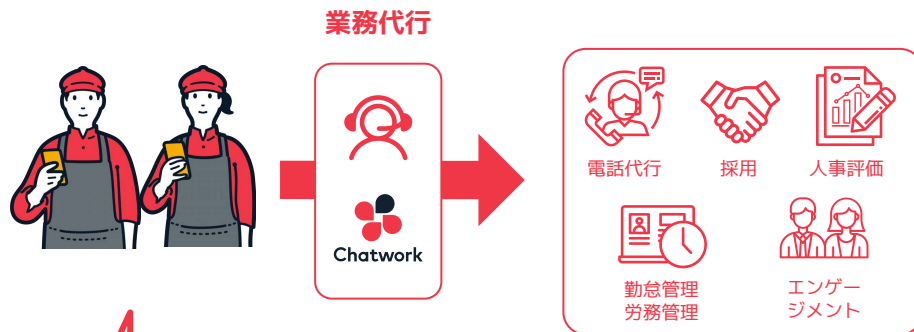 業務代行
Chatwork
電話代行
採用
人事評価
勤怠管理
労務管理
エンゲー
ジメント